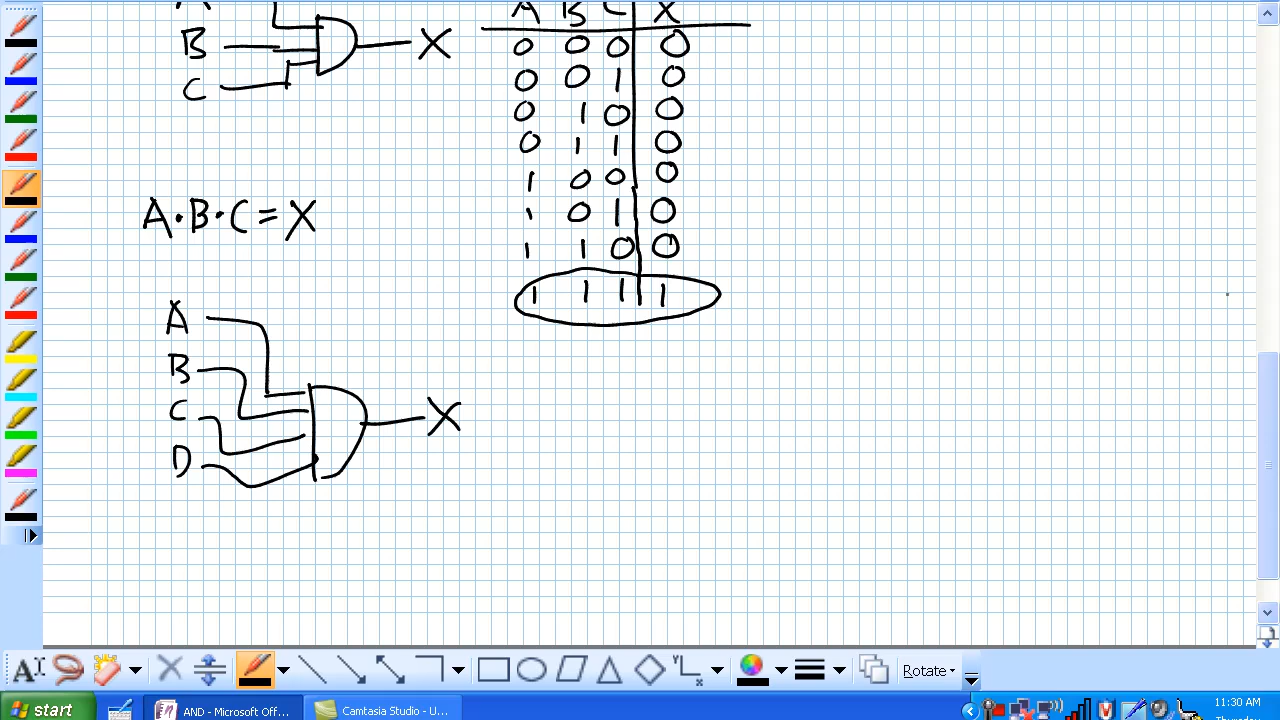 A B C X
B X
C
0 0 0 0
0 0 1 0
0 1 0 0
0 1 1 0
1 0 0 0
1 0 1 0
1 1 0 0
1 1 1 1
A·B·C=X
A
B
C
D
X
A
Rotate
start
AND - Microsoft Off...
Camtasia Studio - U...
11:30 AM